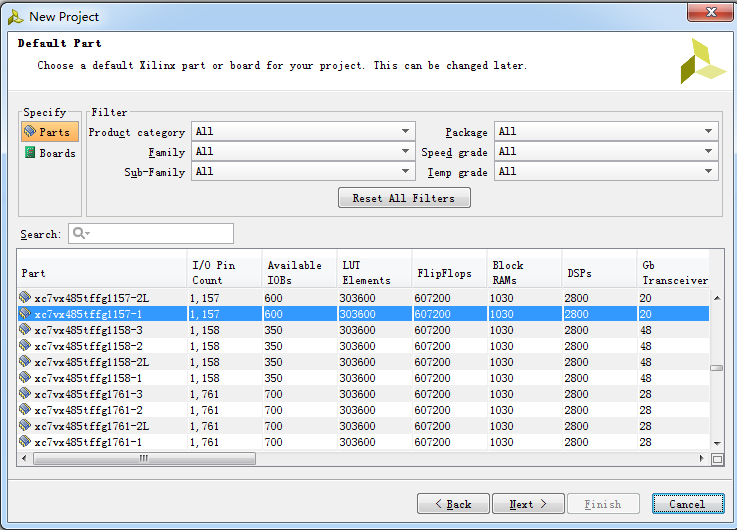 New Project
Default Part
Choose a default Xilinx part or board for your project. This can be changed later.
Specify
Parts
Boards
Filter
Product category All
Package All
Family All
Speed grade All
Sub-Family All
Temp grade All
Reset All Filters
Search:
Part I/O Pin Count Available IOBs LUT Elements FlipFlops Block RAMs DSPs Gb Transceiver
xc7vx485tffg1157-2L 1,157 600 303600 607200 1030 2800 20
xc7vx485tffg1157-1 1,157 600 303600 607200 1030 2800 20
xc7vx485tffg1158-3 1,158 350 303600 607200 1030 2800 48
xc7vx485tffg1158-2 1,158 350 303600 607200 1030 2800 48
xc7vx485tffg1158-2L 1,158 350 303600 607200 1030 2800 48
xc7vx485tffg1158-1 1,158 350 303600 607200 1030 2800 48
xc7vx485tffg1761-3 1,761 700 303600 607200 1030 2800 28
xc7vx485tffg1761-2 1,761 700 303600 607200 1030 2800 28
xc7vx485tffg1761-2L 1,761 700 303600 607200 1030 2800 28
xc7vx485tffg1761-1 1,761 700 303600 607200 1030 2800 28
< Back
Next >
Finish
Cancel